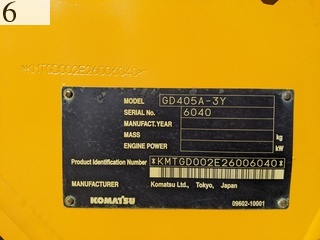 6
*KMTGD002E26006040*
MODEL GD405A-3Y
SERIAL No. 6040
MANUFACT.YEAR
MASS kg
ENGINE POWER kW
Product Identification Number *KMTGD002E26006040*
MANUFACTURER Komatsu Ltd., Tokyo, Japan
KOMATSU 09602-10001